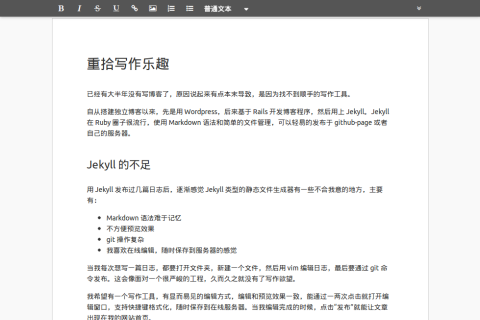 B I S U 普通文本
重拾写作乐趣
已经有大半年没有写博客了，原因说起来有点本末导致，是因为找不到顺手的写作工具。
自从搭建独立博客以来，先是用 Wordpress，后来基于 Rails 开发博客程序，然后用上 Jekyll。Jekyll
在 Ruby 圈子很流行，使用 Markdown 语法和简单的文件管理，可以轻易的发布于 github-page 或者
自己的服务器。
Jekyll 的不足
用 Jekyll 发布过几篇日志后，逐渐感觉 Jekyll 类型的静态文件生成器有一些不合我意的地方，主要
有：
Markdown 语法难于记忆
不方便预览效果
git 操作复杂
我喜欢在线编辑，随时保存到服务器的感觉
当我每次想写一篇日志，都要打开文件夹，新建一个文件，然后用 vim 编辑日志，最后要通过 git 命
令发布。这会像面对一个很严峻的工程，久而久之就没有了写作欲望。
我希望有一个写作工具，有显而易见的编辑方式，编辑和预览效果一致，能通过一两次点击就打开编
辑窗口，支持快捷键格式化，随时保存到在线服务器。当我编辑完成的时候，点击“发布”就能让文章
出现在我的网站首页。